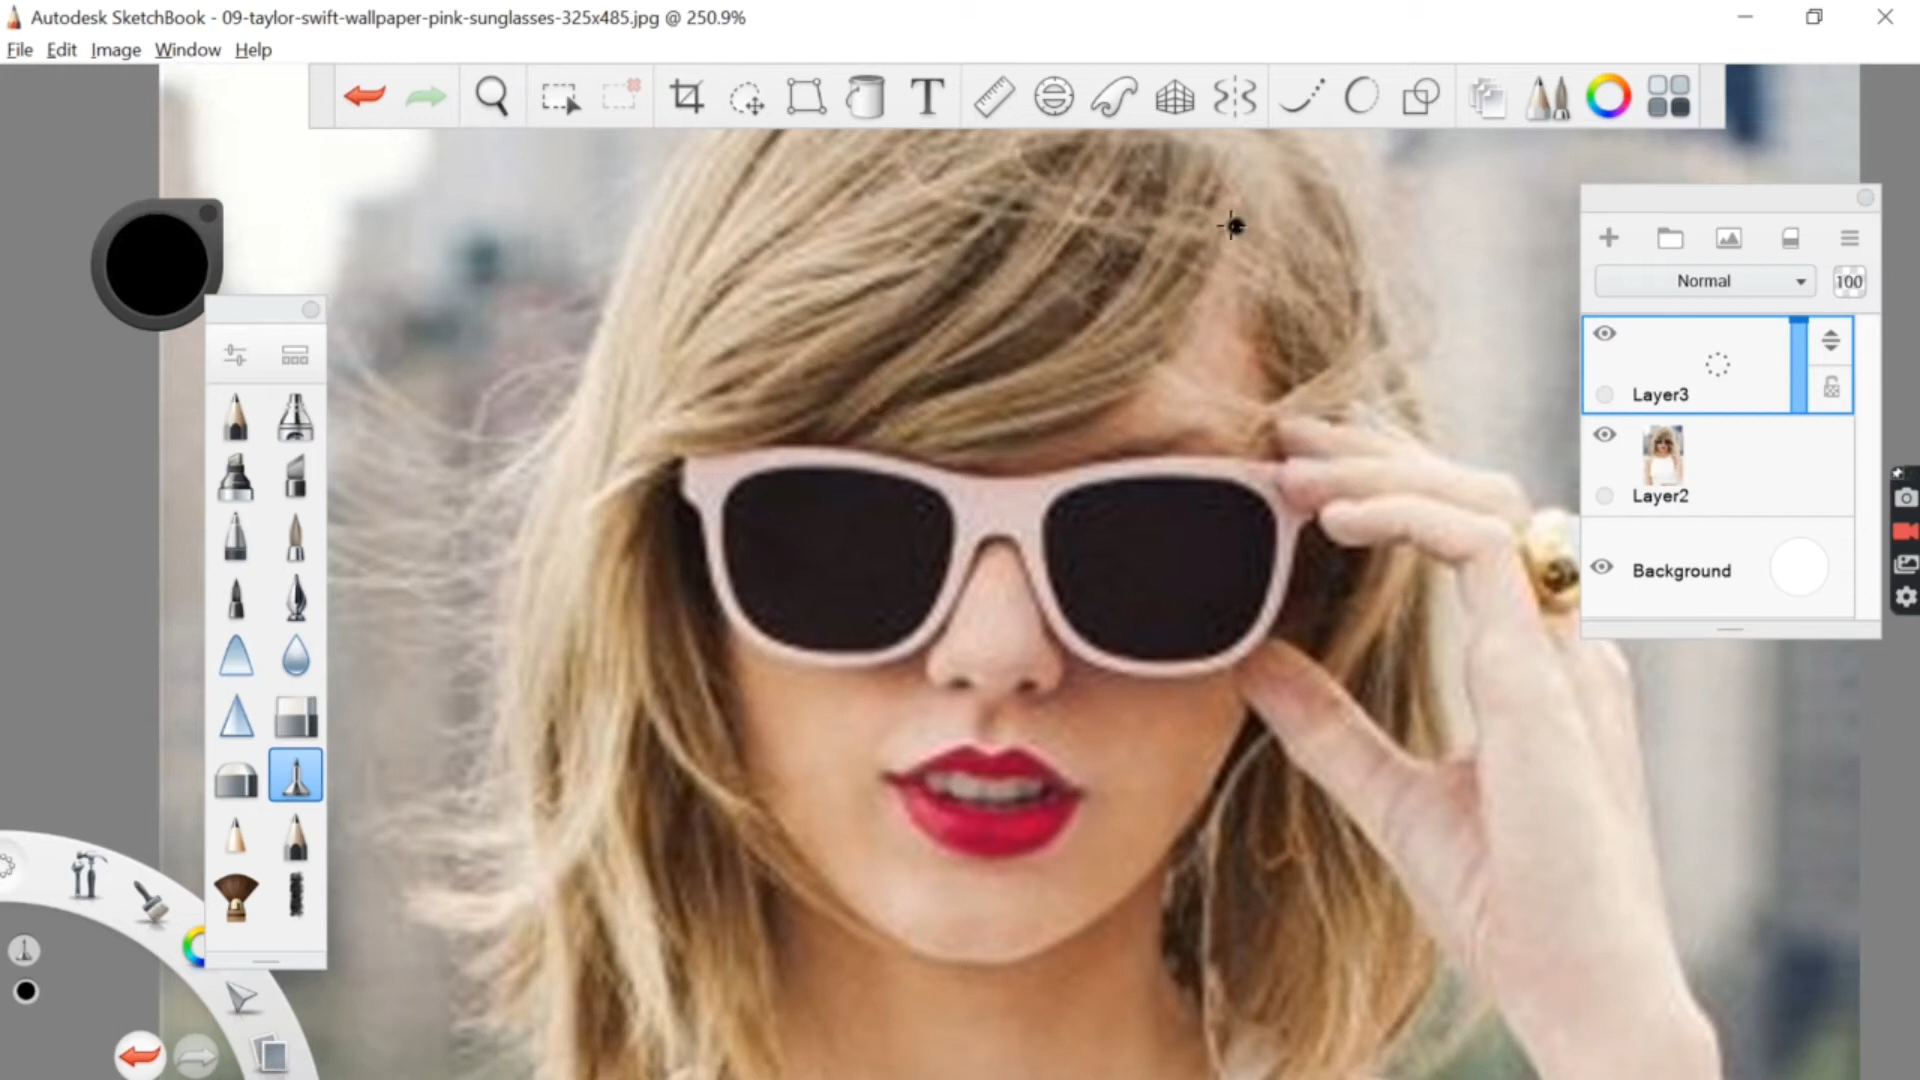 Autodesk SketchBook - 09-taylor-swift-wallpaper-pink-sunglasses-325x485.jpg @ 250.9%
File Edit Image Window Help
T
Normal 100
Layer3
Layer2
Background